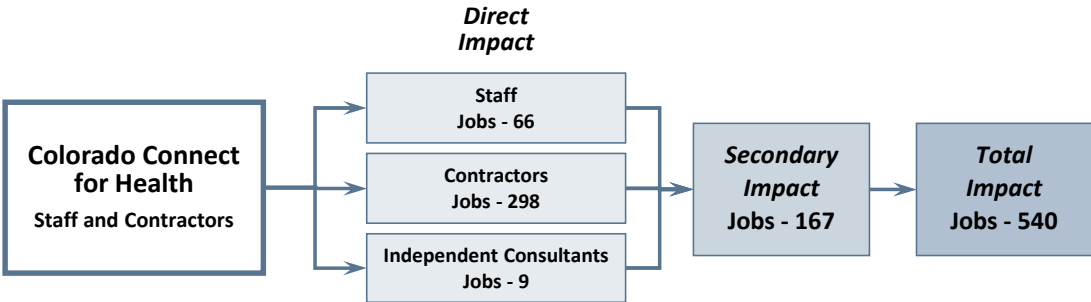 Direct
Impact
Colorado Connect
for Health
Staff and Contractors
Staff
Jobs - 66
Contractors
Jobs - 298
Independent Consultants
Jobs - 9
Secondary
Impact
Jobs - 167
Total
Impact
Jobs - 540